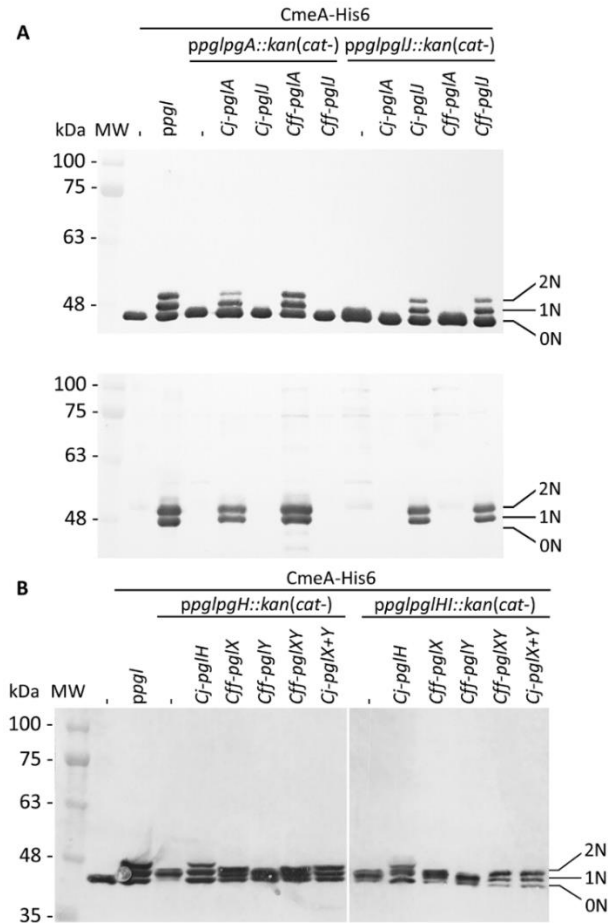 A
CmeA-His6
ppglpgA::kan(cat-) ppglpglJ::kan(cat-)
kDa MW - ppgl - Cj-pglA Cj-pglJ Cff-pglA Cff-pglJ - Cj-pglA Cj-pglJ Cff-pglA Cff-pglJ
100 -
75 -
63 -
48 -
2N
1N
0N
100 -
75 -
63 -
48 -
2N
1N
0N
B
CmeA-His6
ppglpgH::kan(cat-) ppglpglHI::kan(cat-)
kDa MW - ppgl - Cj-pglH Cff-pglX Cff-pglY Cff-pglXY Cj-pglX+Y - Cj-pglH Cff-pglX Cff-pglY Cff-pglXY Cj-pglX+Y
100 -
75 -
63 -
48 -
35 -
2N
1N
0N